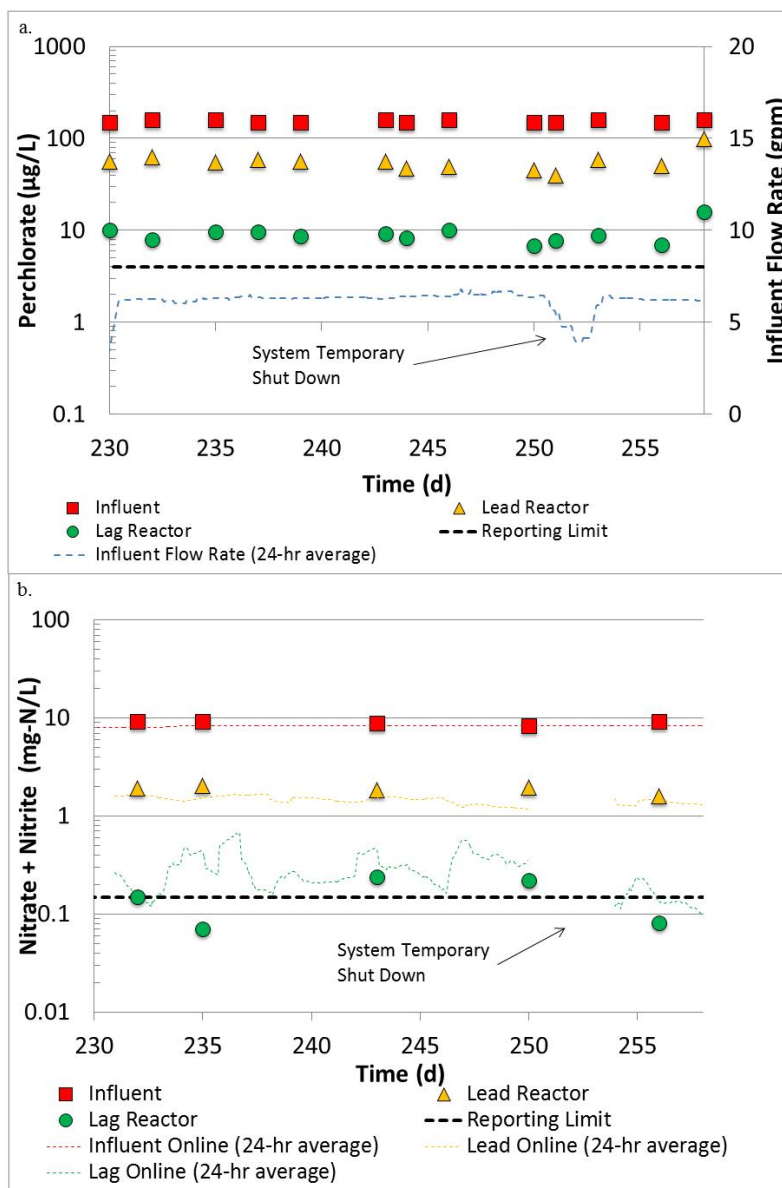 a.
1000
100
10
1
0.1
Perchlorate (µg/L)
20
15
10
5
0
Influent Flow Rate (gpm)
System Temporary
Shut Down
230 235 240 245 250 255
Time (d)
Influent Lead Reactor
Lag Reactor Reporting Limit
Influent Flow Rate (24-hr average)
b.
100
10
1
0.1
0.01
Nitrate + Nitrite (mg-N/L)
System Temporary
Shut Down
230 235 240 245 250 255
Time (d)
Influent Lead Reactor
Lag Reactor Reporting Limit
Influent Online (24-hr average) Lead Online (24-hr average)
Lag Online (24-hr average)